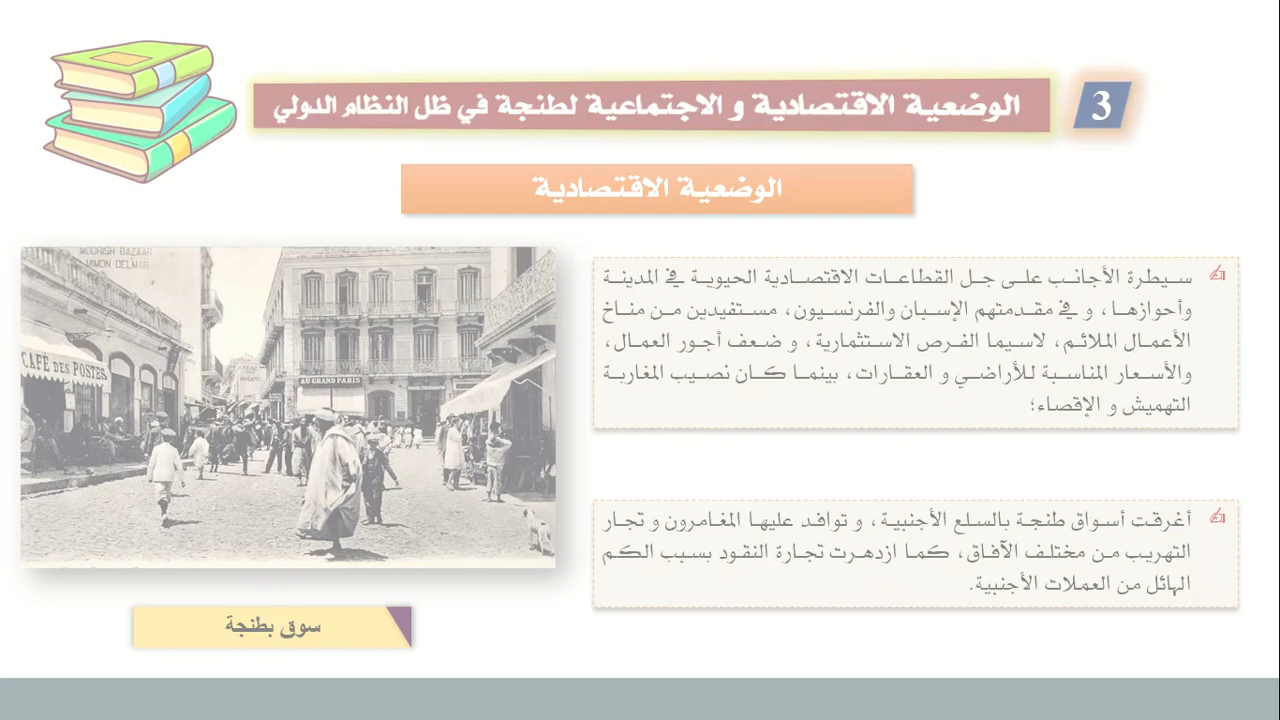 3
الوضعية الاقتصادية و الاجتماعية لطنجة في ظل النظام الدولي
الوضعية الاقتصادية
سيطرة الأجانب على جل القطاعات الاقتصادية الحيوية في المدينة
وأحوازها، و في مقدمتهم الإسبان والفرنسيون، مستفيدين من مناخ
الأعمال الملائم، لاسيما الفرص الاستثمارية، و ضعف أجور العمال،
والأسعار المناسبة للأراضي و العقارات، بينما كان نصيب المغاربة
التهميش و الإقصاء؛
أغرقت أسواق طنجة بالسلع الأجنبية، و توافد عليها المغامرون و تجار
التهريب من مختلف الآفاق، كما ازدهرت تجارة النقود بسبب الكم
الهائل من العملات الأجنبية.
MOORISH BAZAAR
SIMON DELMAR
CAFÉ DES POSTES
AU GRAND PARIS
سوق بطنجة